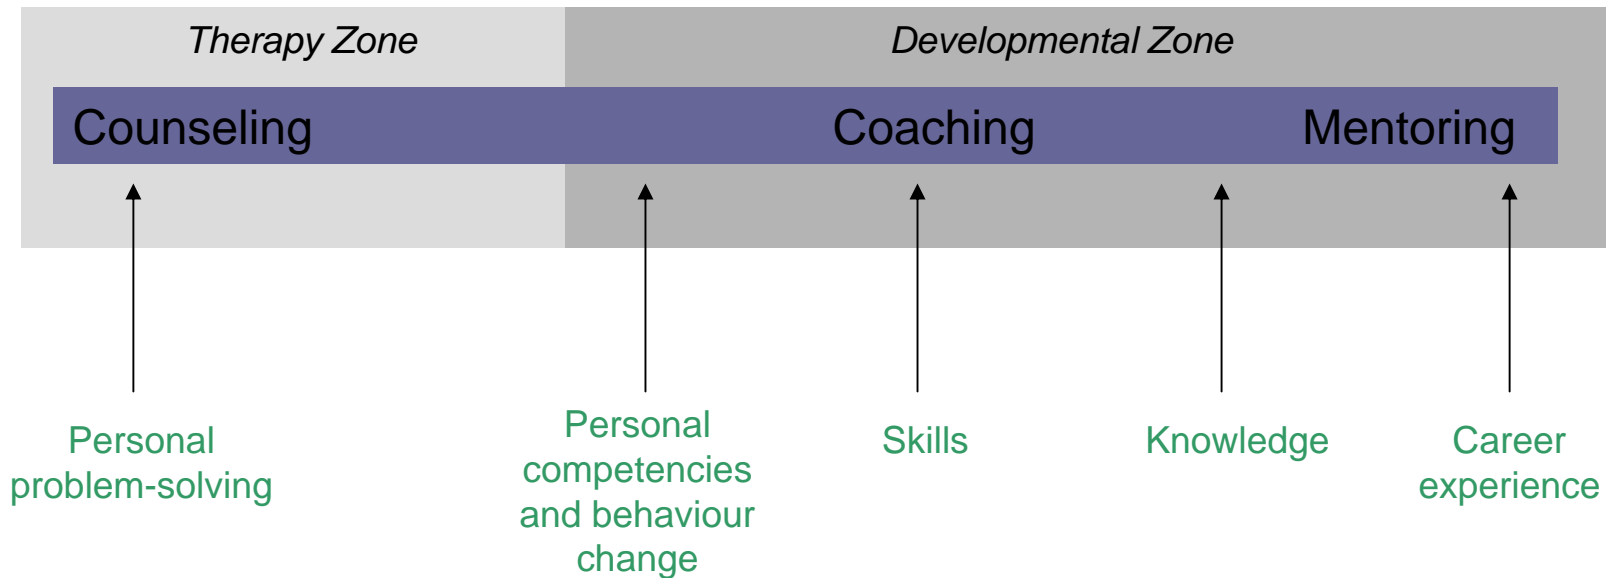 Therapy Zone
Developmental Zone
Counseling
Coaching
Mentoring
Personal
problem-solving
Personal
competencies
and behaviour
change
Skills
Knowledge
Career
experience